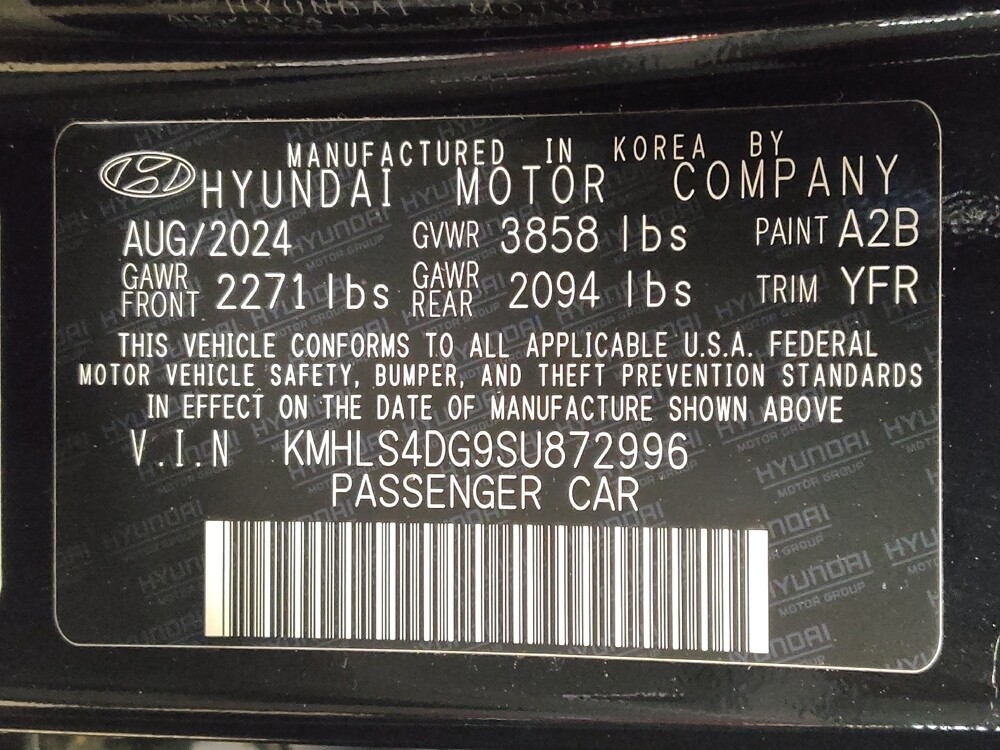 MANUFACTURED IN KOREA BY
HYUNDAI MOTOR COMPANY
AUG/2024 GVWR 3858 lbs PAINT A2B
GAWR FRONT 2271 lbs GAWR REAR 2094 lbs TRIM YFR
THIS VEHICLE CONFORMS TO ALL APPLICABLE U.S.A. FEDERAL
MOTOR VEHICLE SAFETY, BUMPER, AND THEFT PREVENTION STANDARDS
IN EFFECT ON THE DATE OF MANUFACTURE SHOWN ABOVE
V.I.N KMHLS4DG9SU872996
PASSENGER CAR